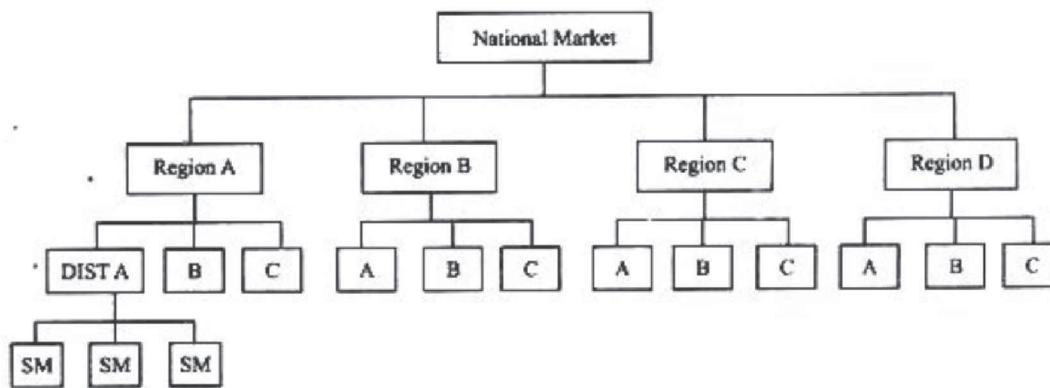 National Market
Region A
Region B
Region C
Region D
DIST A
B
C
A
B
C
A
B
C
A
B
C
SM
SM
SM